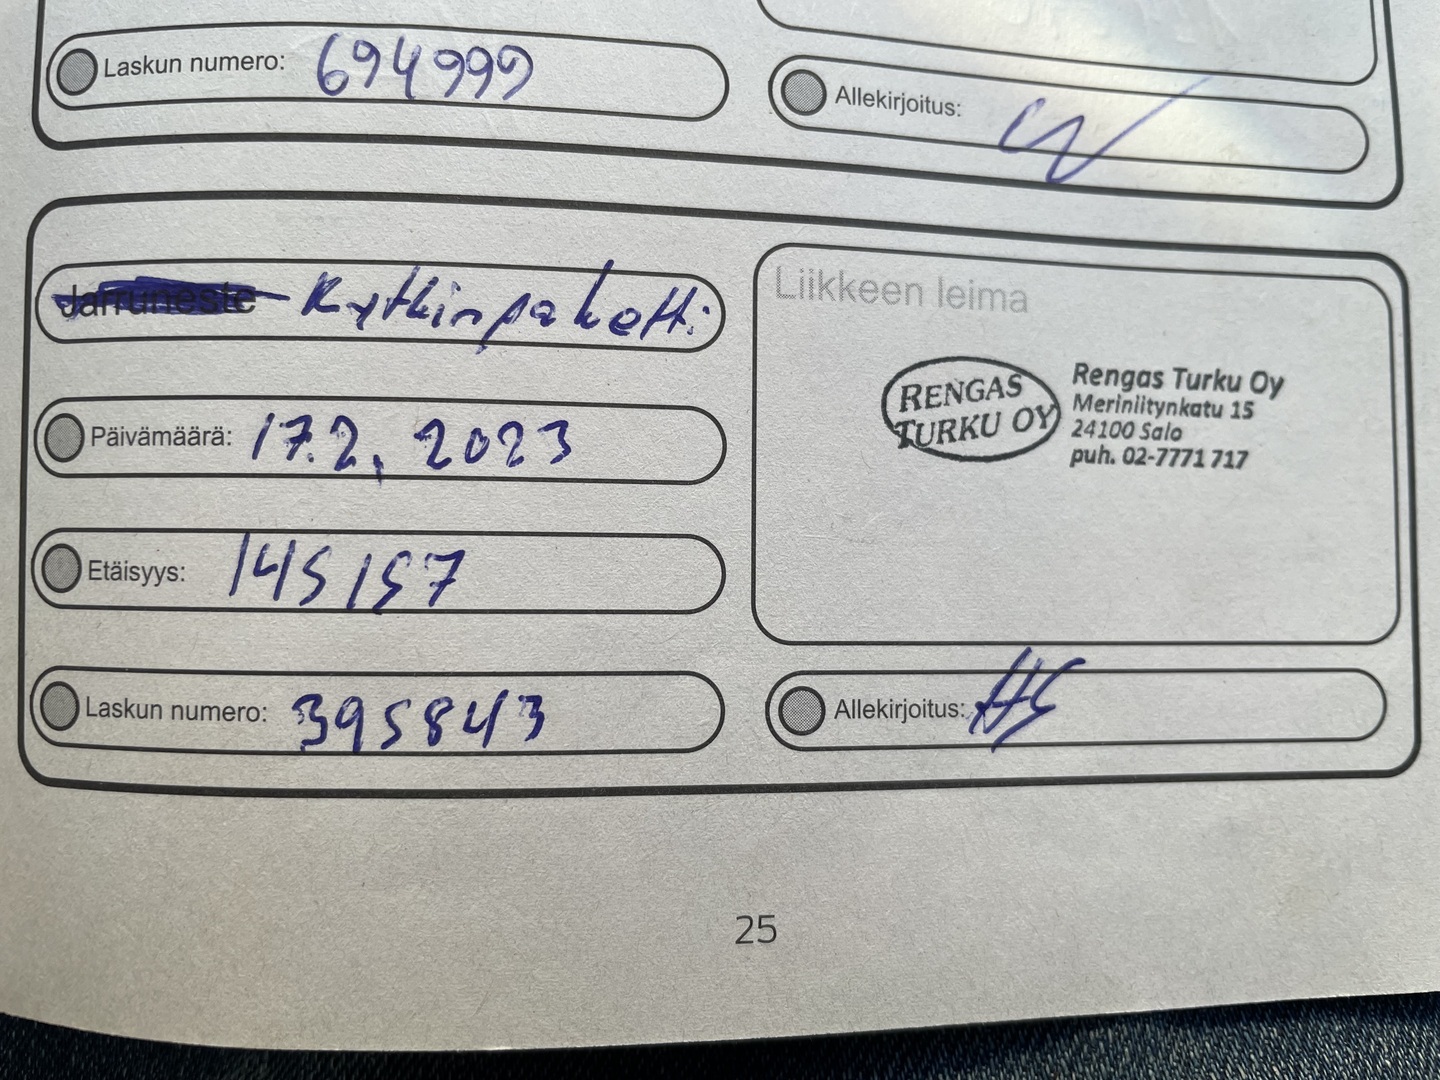 Laskun numero: 694999
Allekirjoitus:
Jarruneste Kytkinpaketti
Päivämäärä: 17.2. 2023
Etäisyys: 145157
Laskun numero: 395843
Liikkeen leima
RENGAS
TURKU OY
Rengas Turku Oy
Meriniitynkatu 15
24100 Salo
puh. 02-7771 717
Allekirjoitus:
25